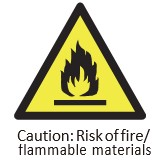 Caution: Risk of fire/
flammable materials